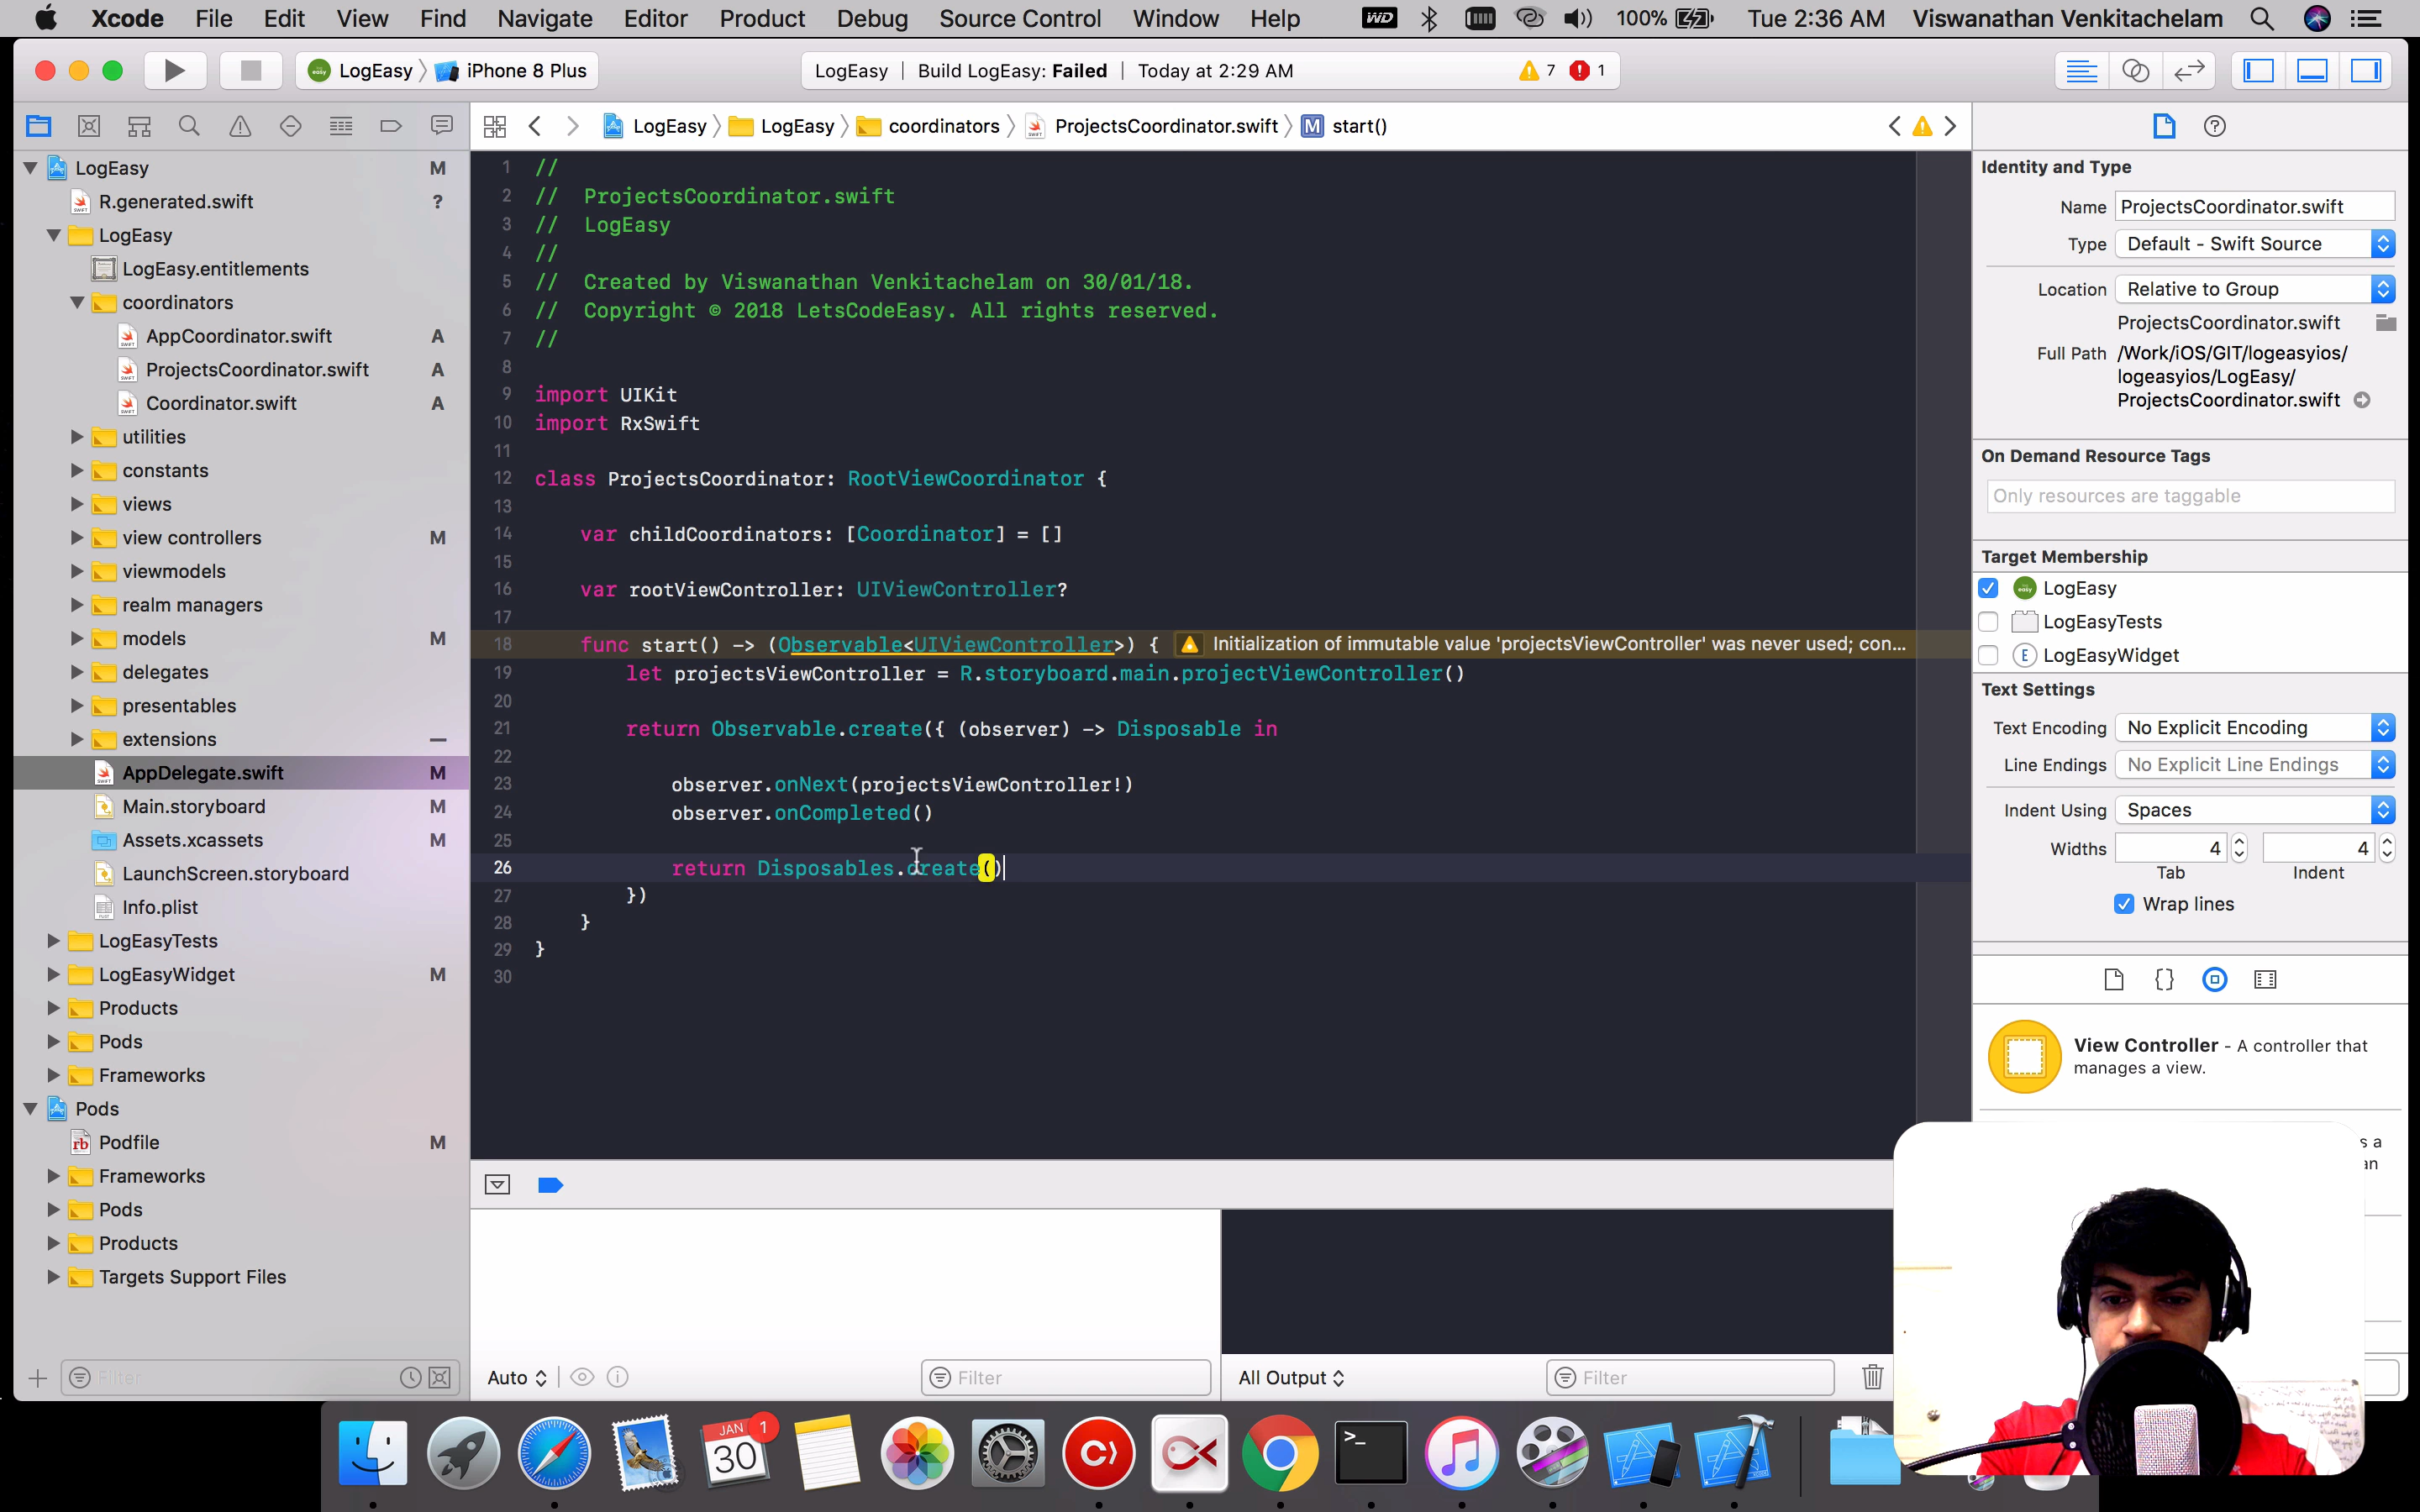 Xcode File Edit View Find Navigate Editor Product Debug Source Control Window Help WD 100% Tue 2:36 AM Viswanathan Venkitachelam
LogEasy iPhone 8 Plus LogEasy Build LogEasy: Failed Today at 2:29 AM 7 1
LogEasy LogEasy coordinators ProjectsCoordinator.swift M start()
LogEasy M
R.generated.swift ?
LogEasy
LogEasy.entitlements
coordinators
AppCoordinator.swift A
ProjectsCoordinator.swift A
Coordinator.swift A
utilities
constants
views
view controllers M
viewmodels
realm managers
models M
delegates
presentables
extensions
AppDelegate.swift M
Main.storyboard M
Assets.xcassets M
LaunchScreen.storyboard
Info.plist
LogEasyTests
LogEasyWidget M
Products
Pods
Frameworks
Pods
Podfile M
Frameworks
Pods
Products
Targets Support Files
Filter
1 //
2 // ProjectsCoordinator.swift
3 // LogEasy
4 //
5 // Created by Viswanathan Venkitachelam on 30/01/18.
6 // Copyright © 2018 LetsCodeEasy. All rights reserved.
7 //
8
9 import UIKit
10 import RxSwift
11
12 class ProjectsCoordinator: RootViewCoordinator {
13
14 var childCoordinators: [Coordinator] = []
15
16 var rootViewController: UIViewController?
17
18 func start() -> (Observable<UIViewController>) { Initialization of immutable value 'projectsViewController' was never used; con...
19 let projectsViewController = R.storyboard.main.projectViewController()
20
21 return Observable.create({ (observer) -> Disposable in
22
23 observer.onNext(projectsViewController!)
24 observer.onCompleted()
25
26 return Disposables.create()
27 })
28 }
29 }
30
Auto Filter
All Output Filter
Identity and Type
Name ProjectsCoordinator.swift
Type Default - Swift Source
Location Relative to Group
ProjectsCoordinator.swift
Full Path /Work/iOS/GIT/logeasyios/
logeasyios/LogEasy/
ProjectsCoordinator.swift
On Demand Resource Tags
Only resources are taggable
Target Membership
LogEasy
LogEasyTests
E LogEasyWidget
Text Settings
Text Encoding No Explicit Encoding
Line Endings No Explicit Line Endings
Indent Using Spaces
Widths 4 4
Tab Indent
Wrap lines
{}
View Controller - A controller that
manages a view.
s a
an
JAN 1
30